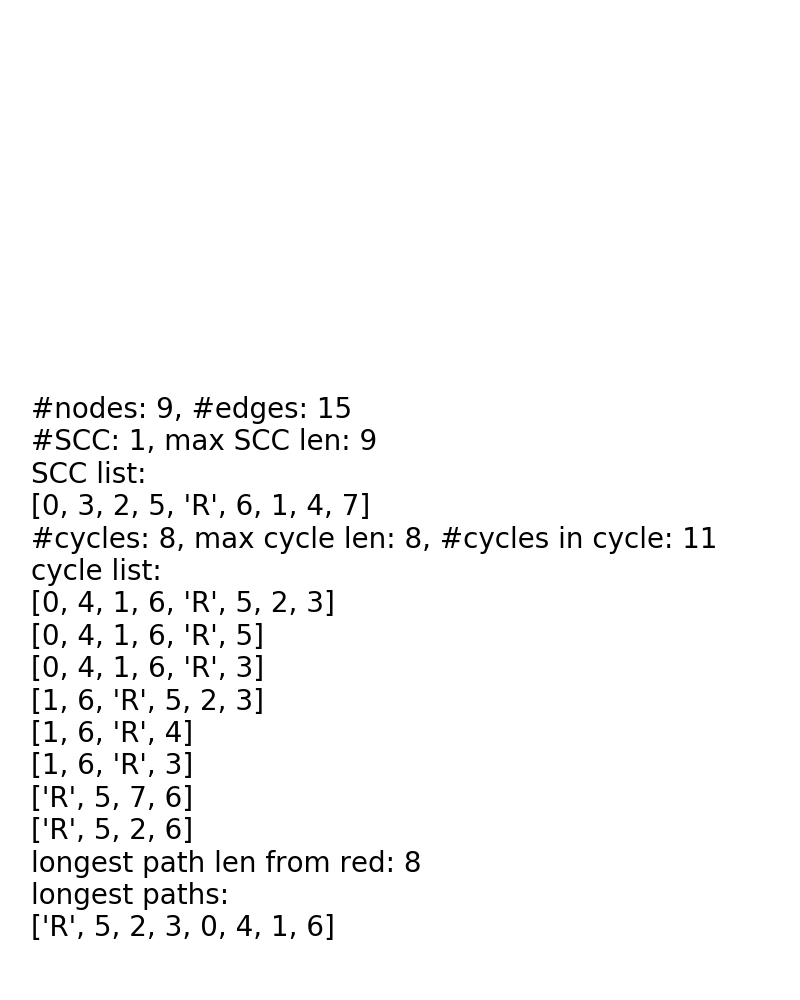 #nodes: 9, #edges: 15
#SCC: 1, max SCC len: 9
SCC list:
[0, 3, 2, 5, 'R', 6, 1, 4, 7]
#cycles: 8, max cycle len: 8, #cycles in cycle: 11
cycle list:
[0, 4, 1, 6, 'R', 5, 2, 3]
[0, 4, 1, 6, 'R', 5]
[0, 4, 1, 6, 'R', 3]
[1, 6, 'R', 5, 2, 3]
[1, 6, 'R', 4]
[1, 6, 'R', 3]
['R', 5, 7, 6]
['R', 5, 2, 6]
longest path len from red: 8
longest paths:
['R', 5, 2, 3, 0, 4, 1, 6]